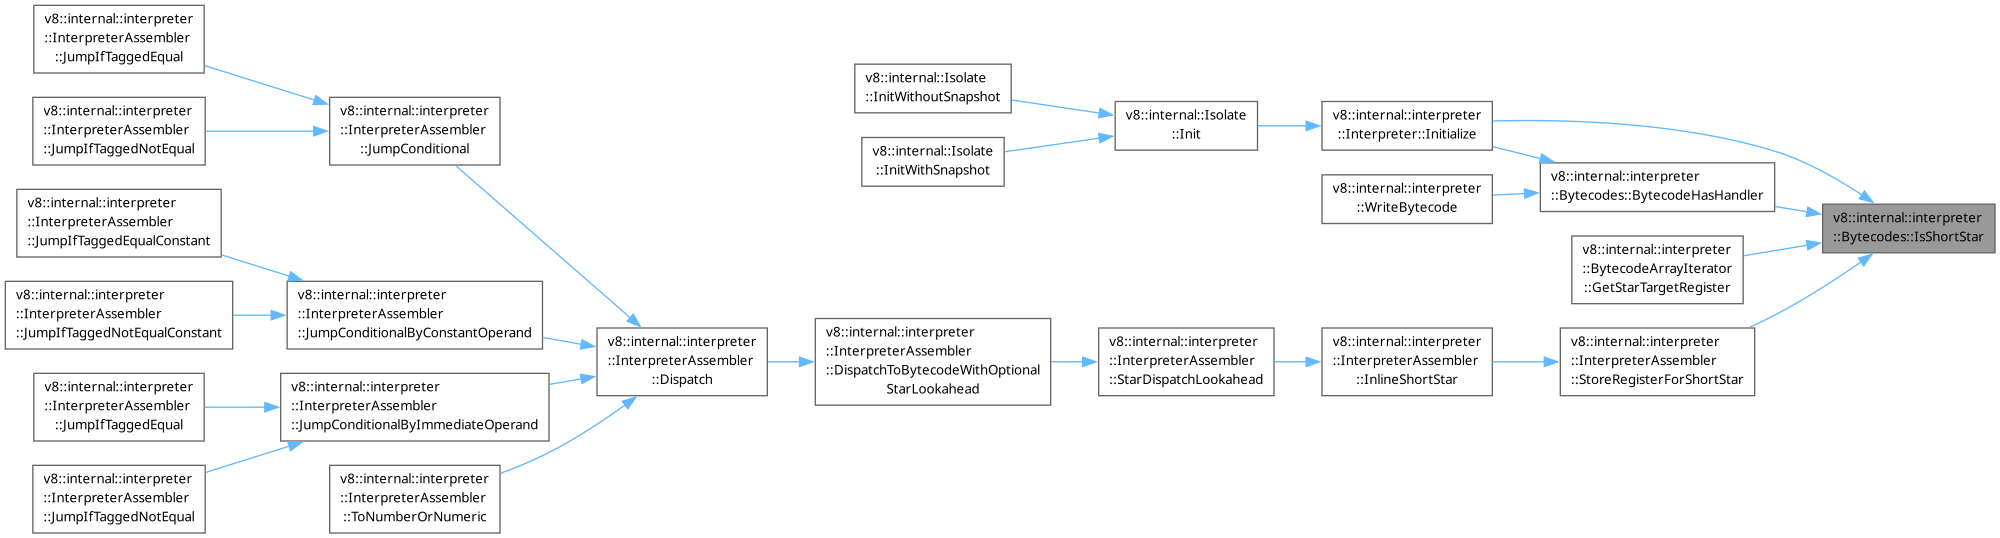 v8::internal::interpreter
::InterpreterAssembler
::JumpIfTaggedEqual
v8::internal::interpreter
::InterpreterAssembler
::JumpIfTaggedNotEqual
v8::internal::interpreter
::InterpreterAssembler
::JumpIfTaggedEqualConstant
v8::internal::interpreter
::InterpreterAssembler
::JumpIfTaggedNotEqualConstant
v8::internal::interpreter
::InterpreterAssembler
::JumpIfTaggedEqual
v8::internal::interpreter
::InterpreterAssembler
::JumpIfTaggedNotEqual
v8::internal::interpreter
::InterpreterAssembler
::JumpConditional
v8::internal::interpreter
::InterpreterAssembler
::JumpConditionalByConstantOperand
v8::internal::interpreter
::InterpreterAssembler
::JumpConditionalByImmediateOperand
v8::internal::interpreter
::InterpreterAssembler
::ToNumberOrNumeric
v8::internal::interpreter
::InterpreterAssembler
::Dispatch
v8::internal::Isolate
::InitWithoutSnapshot
v8::internal::Isolate
::InitWithSnapshot
v8::internal::interpreter
::InterpreterAssembler
::DispatchToBytecodeWithOptional
StarLookahead
v8::internal::Isolate
::Init
v8::internal::interpreter
::InterpreterAssembler
::StarDispatchLookahead
v8::internal::interpreter
::Interpreter::Initialize
v8::internal::interpreter
::WriteBytecode
v8::internal::interpreter
::InterpreterAssembler
::InlineShortStar
v8::internal::interpreter
::Bytecodes::BytecodeHasHandler
v8::internal::interpreter
::BytecodeArrayIterator
::GetStarTargetRegister
v8::internal::interpreter
::InterpreterAssembler
::StoreRegisterForShortStar
v8::internal::interpreter
::Bytecodes::IsShortStar